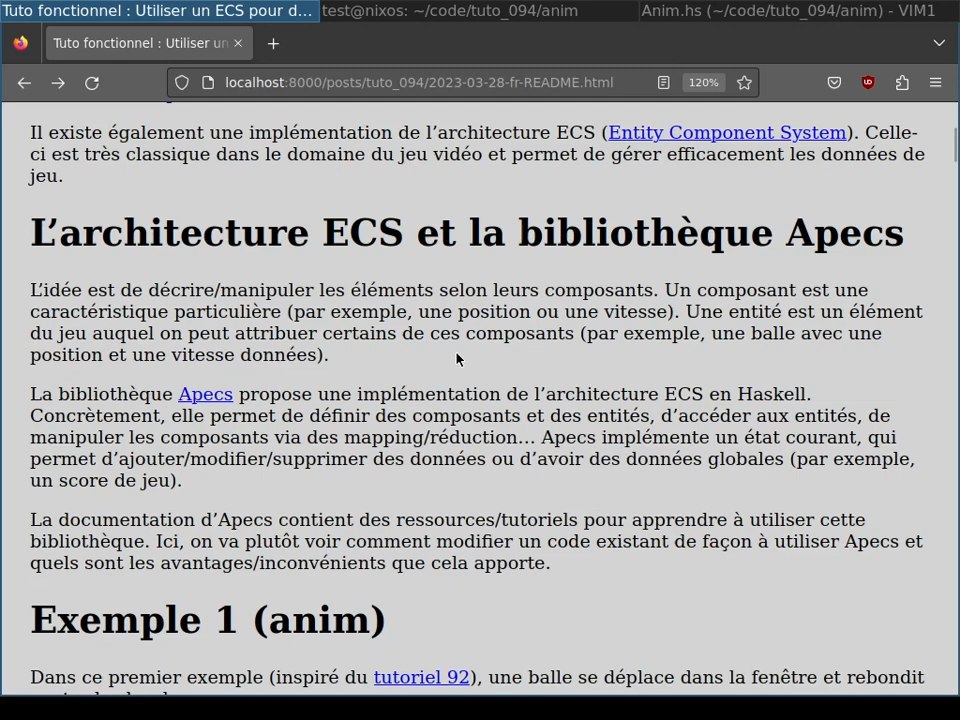 Tuto fonctionnel : Utiliser un ECS pour d... test@nixos: ~/code/tuto_094/anim Anim.hs (~/code/tuto_094/anim) - VIM1
Tuto fonctionnel : Utiliser un
localhost:8000/posts/tuto_094/2023-03-28-fr-README.html 120%
Il existe également une implémentation de l’architecture ECS (Entity Component System). Celle-
ci est très classique dans le domaine du jeu vidéo et permet de gérer efficacement les données de
jeu.
L’architecture ECS et la bibliothèque Apecs
L’idée est de décrire/manipuler les éléments selon leurs composants. Un composant est une
caractéristique particulière (par exemple, une position ou une vitesse). Une entité est un élément
du jeu auquel on peut attribuer certains de ces composants (par exemple, une balle avec une
position et une vitesse données).
La bibliothèque Apecs propose une implémentation de l’architecture ECS en Haskell.
Concrètement, elle permet de définir des composants et des entités, d’accéder aux entités, de
manipuler les composants via des mapping/réduction… Apecs implémente un état courant, qui
permet d’ajouter/modifier/supprimer des données ou d’avoir des données globales (par exemple,
un score de jeu).
La documentation d’Apecs contient des ressources/tutoriels pour apprendre à utiliser cette
bibliothèque. Ici, on va plutôt voir comment modifier un code existant de façon à utiliser Apecs et
quels sont les avantages/inconvénients que cela apporte.
Exemple 1 (anim)
Dans ce premier exemple (inspiré du tutoriel 92), une balle se déplace dans la fenêtre et rebondit